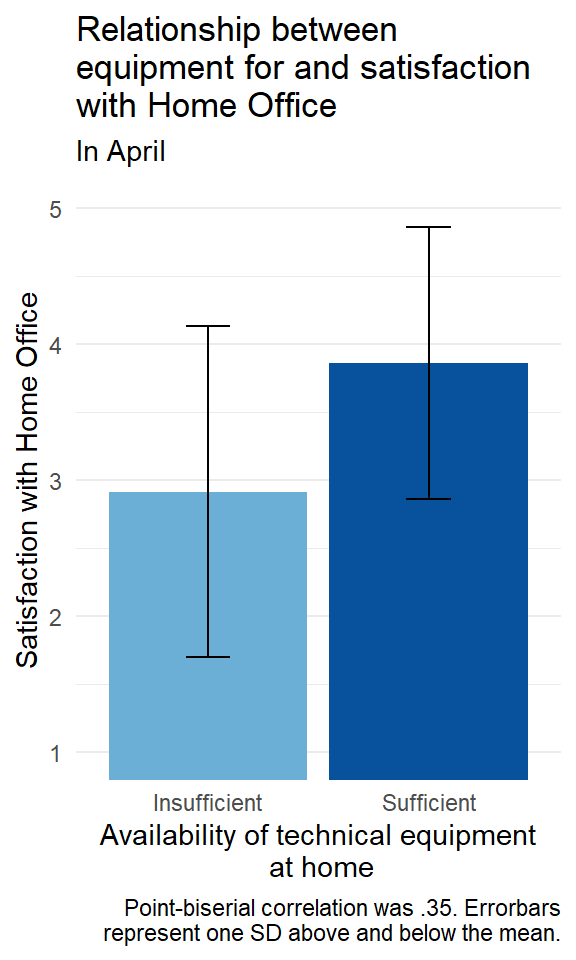 Relationship between
equipment for and satisfaction
with Home Office
In April
Satisfaction with Home Office
5
4
3
2
1
Insufficient
Sufficient
Availability of technical equipment
at home
Point-biserial correlation was .35. Errorbars
represent one SD above and below the mean.